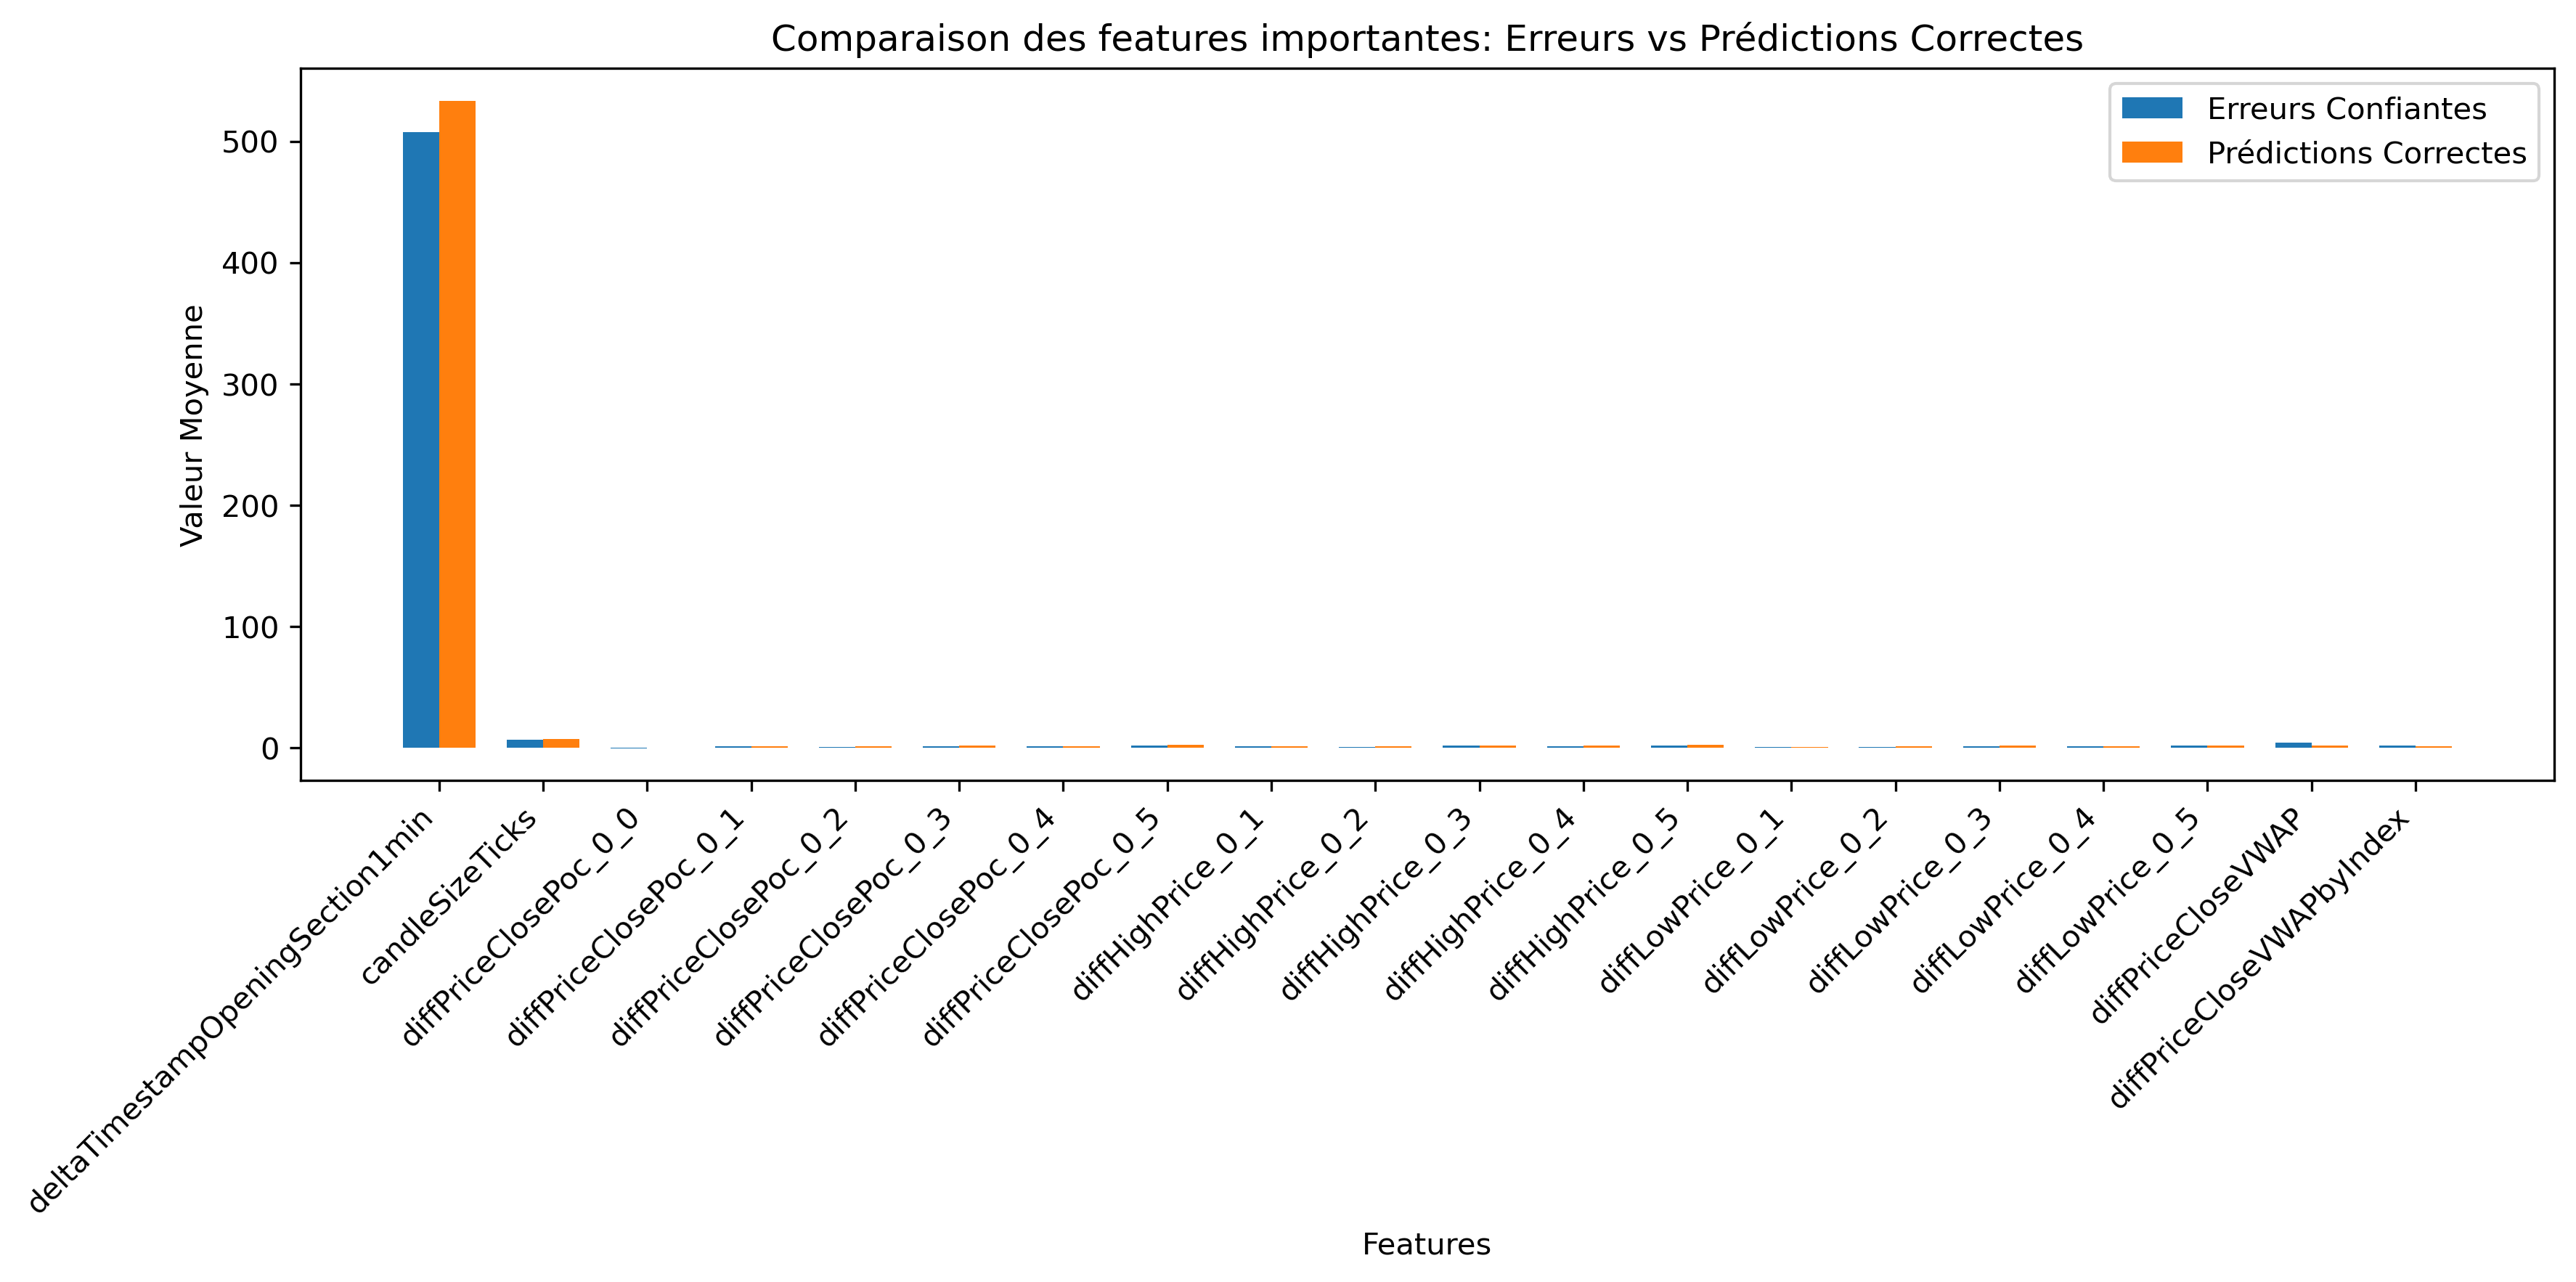 Comparaison des features importantes: Erreurs vs Prédictions Correctes
Erreurs Confiantes
Prédictions Correctes
Valeur Moyenne
500
400
300
200
100
0
deltaTimestampOpeningSection1min
candleSizeTicks
diffPriceClosePoc_0_0
diffPriceClosePoc_0_1
diffPriceClosePoc_0_2
diffPriceClosePoc_0_3
diffPriceClosePoc_0_4
diffPriceClosePoc_0_5
diffHighPrice_0_1
diffHighPrice_0_2
diffHighPrice_0_3
diffHighPrice_0_4
diffHighPrice_0_5
diffLowPrice_0_1
diffLowPrice_0_2
diffLowPrice_0_3
diffLowPrice_0_4
diffLowPrice_0_5
diffPriceCloseVWAP
diffPriceCloseVWAPbyIndex
Features